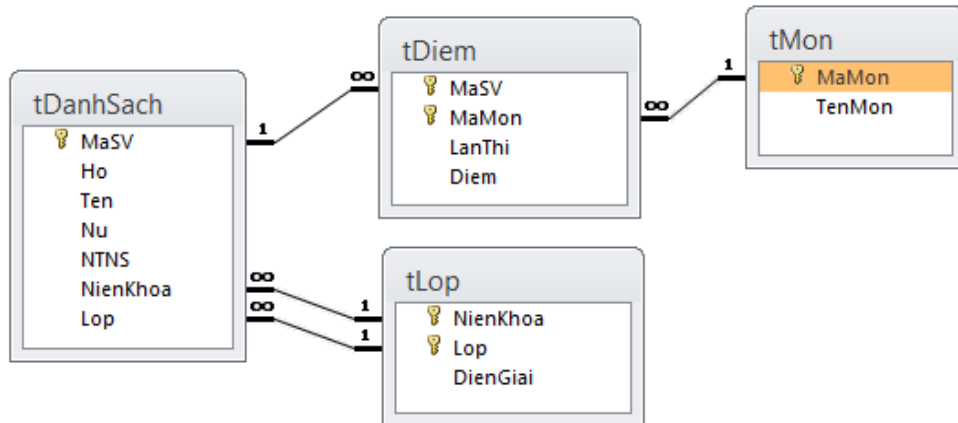 tDanhSach
MaSV
Ho
Ten
Nu
NTNS
NienKhoa
Lop
1
∞
∞
∞
tDiem
MaSV
MaMon
LanThi
Diem
∞
∞
1
tMon
MaMon
TenMon
tLop
1
1
NienKhoa
Lop
DienGiai